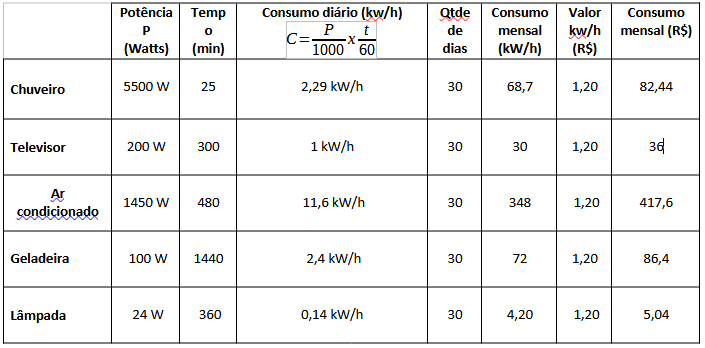 Potência P (Watts) | Tempo (min) | Consumo diário (kw/h) C = P/1000 x t/60 | Qtde de dias | Consumo mensal (kW/h) | Valor kw/h (R$) | Consumo mensal (R$)
Chuveiro | 5500 W | 25 | 2,29 kW/h | 30 | 68,7 | 1,20 | 82,44
Televisor | 200 W | 300 | 1 kW/h | 30 | 30 | 1,20 | 36
Ar condicionado | 1450 W | 480 | 11,6 kW/h | 30 | 348 | 1,20 | 417,6
Geladeira | 100 W | 1440 | 2,4 kW/h | 30 | 72 | 1,20 | 86,4
Lâmpada | 24 W | 360 | 0,14 kW/h | 30 | 4,20 | 1,20 | 5,04